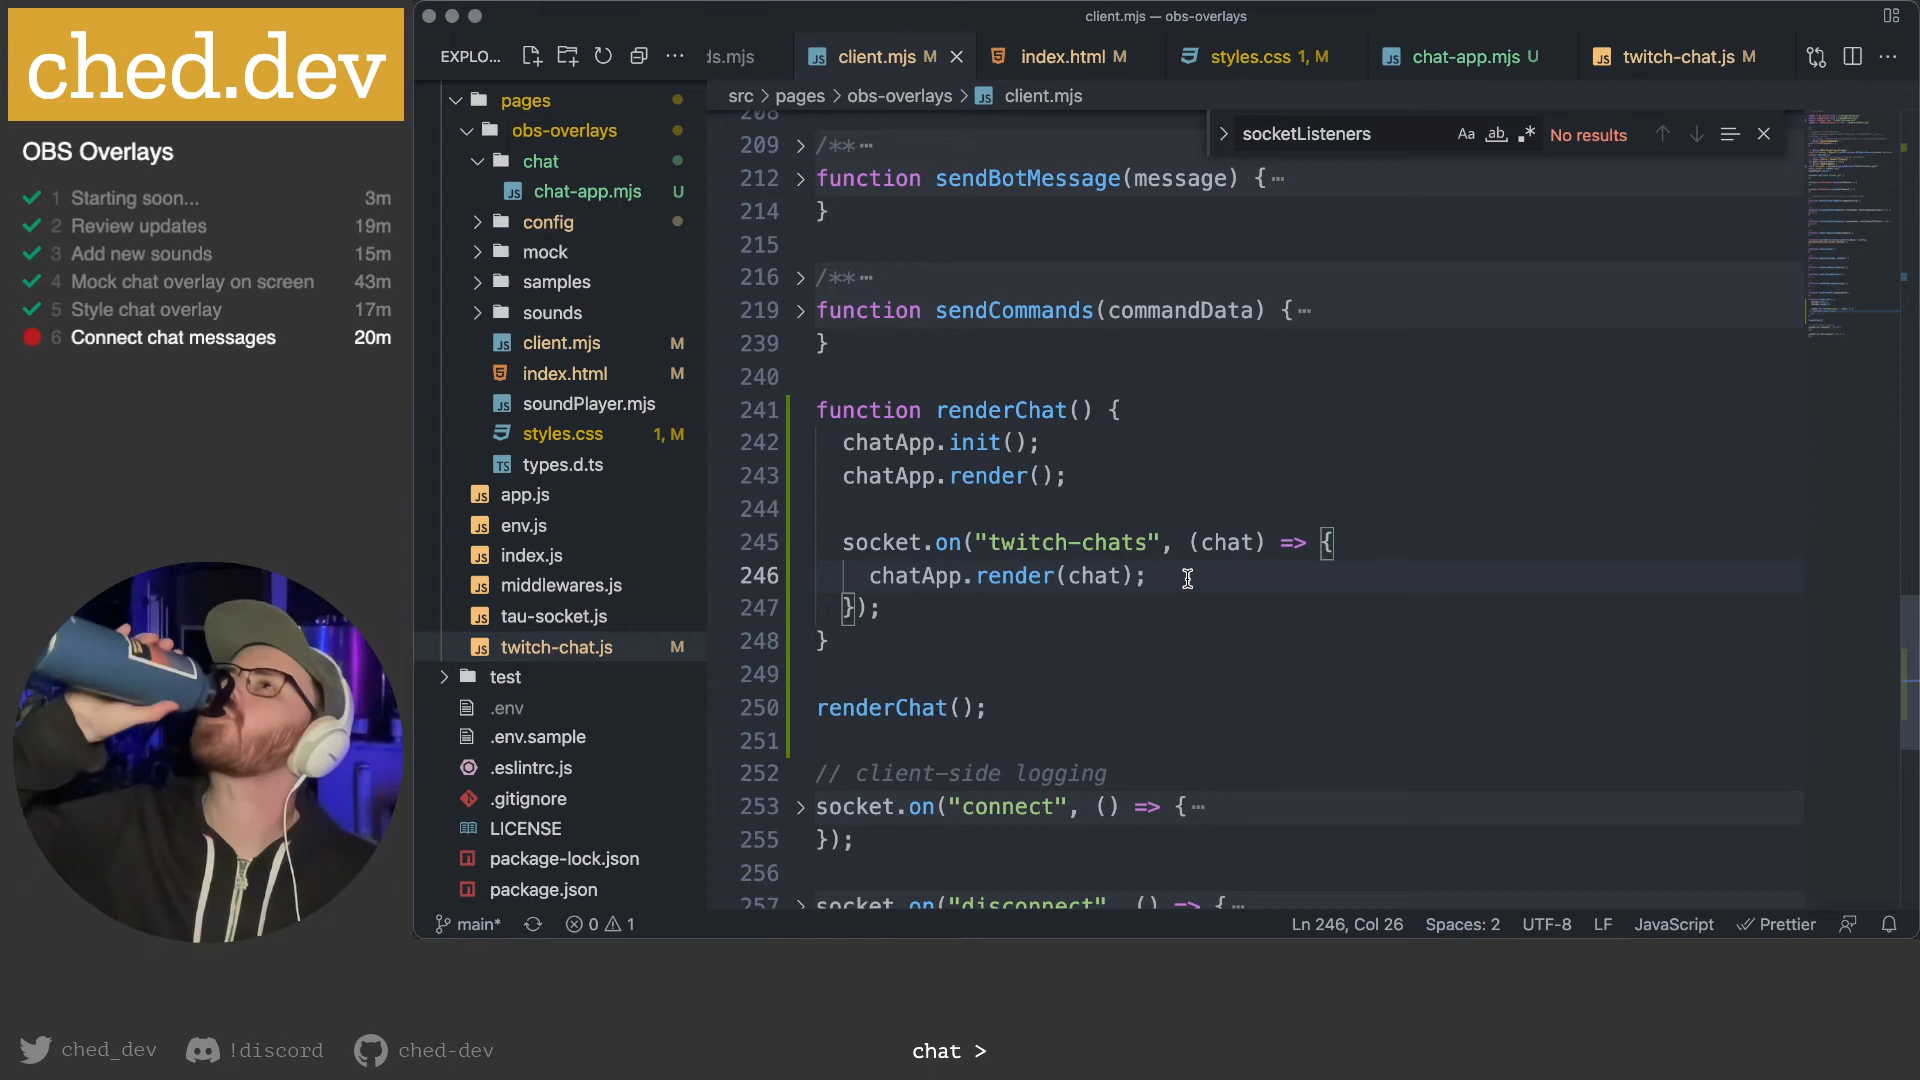 ched.dev
OBS Overlays
1 Starting soon... 3m
2 Review updates 19m
3 Add new sounds 15m
4 Mock chat overlay on screen 43m
5 Style chat overlay 17m
6 Connect chat messages 20m
client.mjs — obs-overlays
EXPLO...
ds.mjs
client.mjs M
index.html M
styles.css 1, M
chat-app.mjs U
twitch-chat.js M
src > pages > obs-overlays > client.mjs
socketListeners
Aa
ab
No results
pages
obs-overlays
chat
chat-app.mjs U
config
mock
samples
sounds
client.mjs M
index.html M
soundPlayer.mjs
styles.css 1, M
types.d.ts
app.js
env.js
index.js
middlewares.js
tau-socket.js
twitch-chat.js M
test
.env
.env.sample
.eslintrc.js
.gitignore
LICENSE
package-lock.json
package.json
208
209 /** ...
212 function sendBotMessage(message) { ...
214 }
215
216 /** ...
219 function sendCommands(commandData) { ...
239 }
240
241 function renderChat() {
242 chatApp.init();
243 chatApp.render();
244
245 socket.on("twitch-chats", (chat) => {
246 chatApp.render(chat);
247 });
248 }
249
250 renderChat();
251
252 // client-side logging
253 socket.on("connect", () => { ...
255 });
256
257 socket.on("disconnect", () => { ...
main*
0
1
Ln 246, Col 26
Spaces: 2
UTF-8
LF
JavaScript
Prettier
ched_dev
!discord
ched-dev
chat >